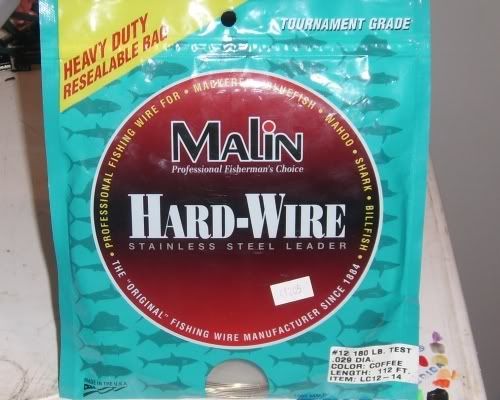 HEAVY DUTY
RESEALABLE BAG
TOURNAMENT GRADE
• PROFESSIONAL FISHING WIRE FOR • MACKEREL • BLUEFISH • WAHOO • SHARK • BILLFISH •
MALIN
Professional Fisherman's Choice
HARD-WIRE
STAINLESS STEEL LEADER
THE "ORIGINAL" FISHING WIRE MANUFACTURER SINCE 1884
#12 180 LB. TEST
.029 DIA.
COLOR: COFFEE
LENGTH: 112 FT.
ITEM: LC12-14
MADE IN THE U.S.A.